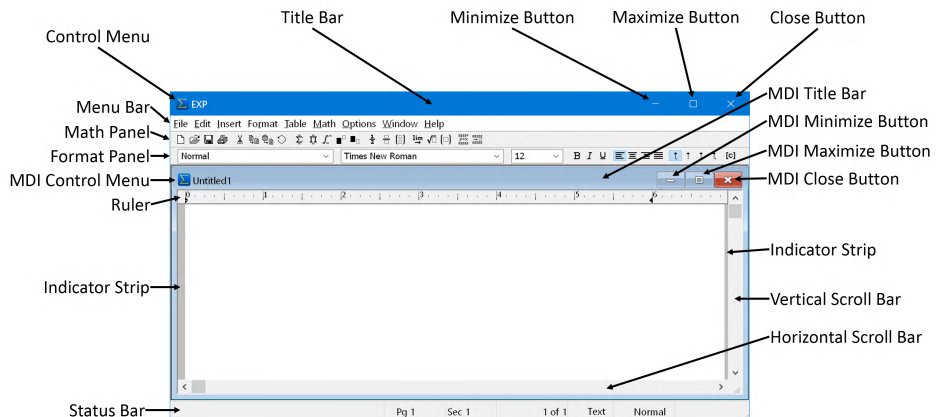 Title Bar Minimize Button Maximize Button Close Button
Control Menu
EXP
MDI Title Bar
Menu Bar File Edit Insert Format Table Math Options Window Help
MDI Minimize Button
Math Panel lim
Format Panel Normal Times New Roman 12 B I U [c]
MDI Maximize Button
MDI Control Menu Untitled1
MDI Close Button
Ruler 0 1 2 3 4 5 6
Indicator Strip
Indicator Strip
Vertical Scroll Bar
Horizontal Scroll Bar
Status Bar Pg 1 Sec 1 1 of 1 Text Normal